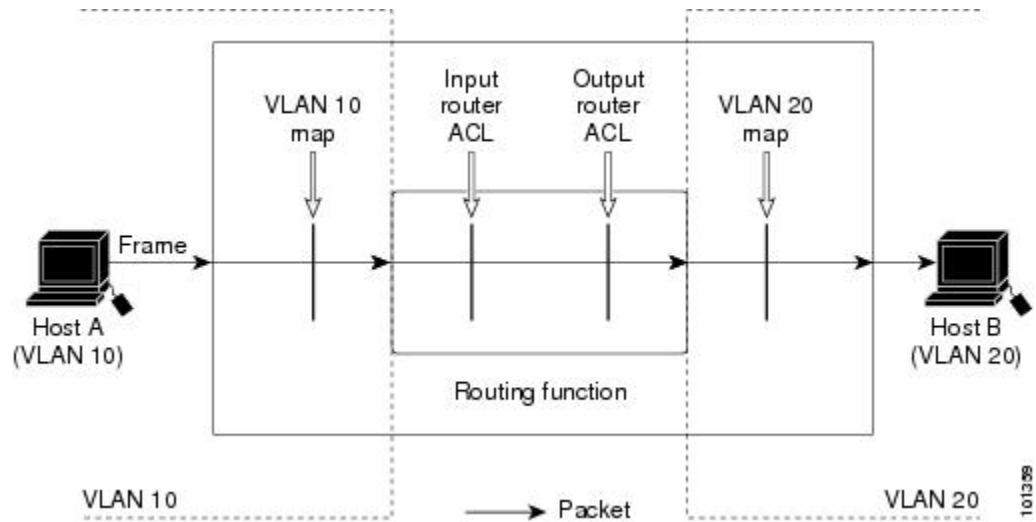 VLAN 10
map
Input
router
ACL
Output
router
ACL
VLAN 20
map
Frame
Host A
(VLAN 10)
Host B
(VLAN 20)
Routing function
VLAN 10
Packet
VLAN 20
101359